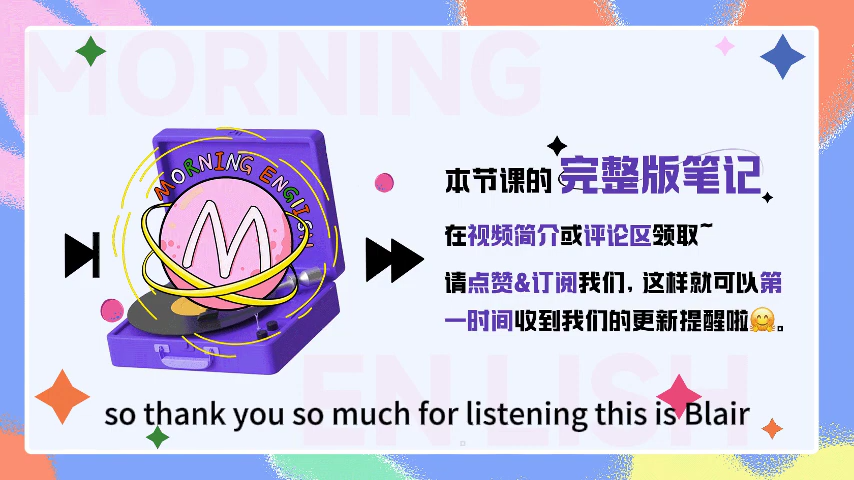 MORNING
MORNING ENGLISH
M
本节课的 完整版笔记
在视频简介或评论区领取~
请点赞&订阅我们，这样就可以第
一时间收到我们的更新提醒啦🤗。
EN LISH
so thank you so much for listening this is Blair